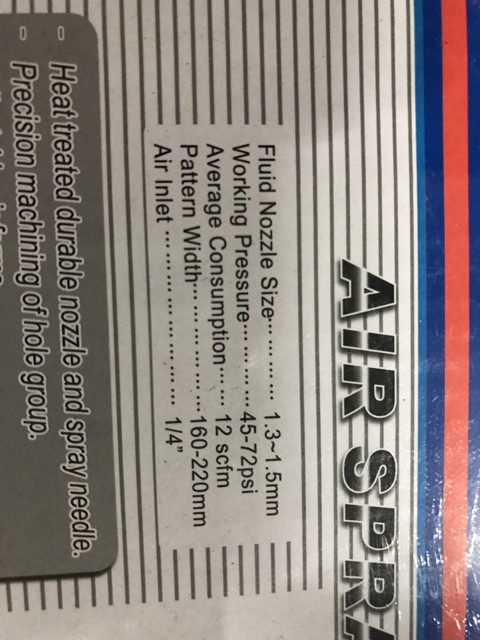 AIR SPRA
Fluid Nozzle Size……… 1.3~1.5mm
Working Pressure……… 45-72psi
Average Consumption…… 12 scfm
Pattern Width…………160-220mm
Air Inlet ………………… 1/4"
- Heat treated durable nozzle and spray needle.
- Precision machining of hole group.